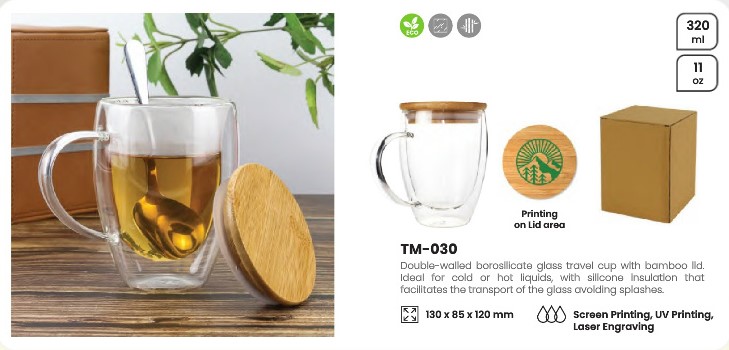 ECO
320
ml
11
oz
Printing
on Lid area
TM-030
Double-walled borosilicate glass travel cup with bamboo lid.
Ideal for cold or hot liquids, with silicone insulation that
facilitates the transport of the glass avoiding splashes.
130 x 85 x 120 mm
Screen Printing, UV Printing,
Laser Engraving